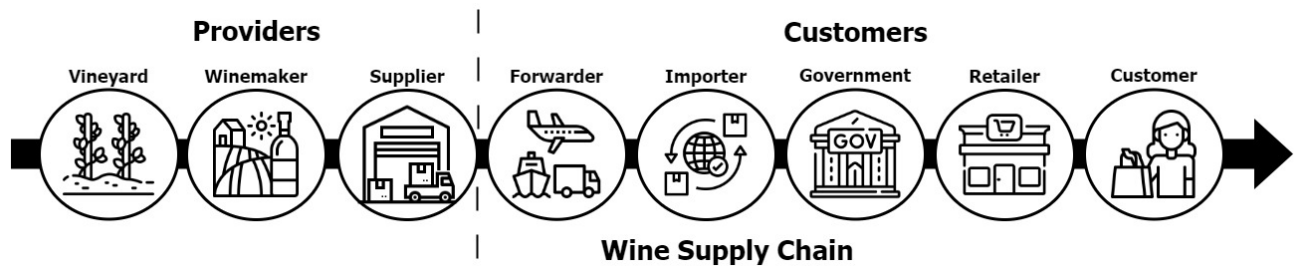 Providers
Customers
Vineyard
Winemaker
Supplier
Forwarder
Importer
Government
Retailer
Customer
GOV
Wine Supply Chain